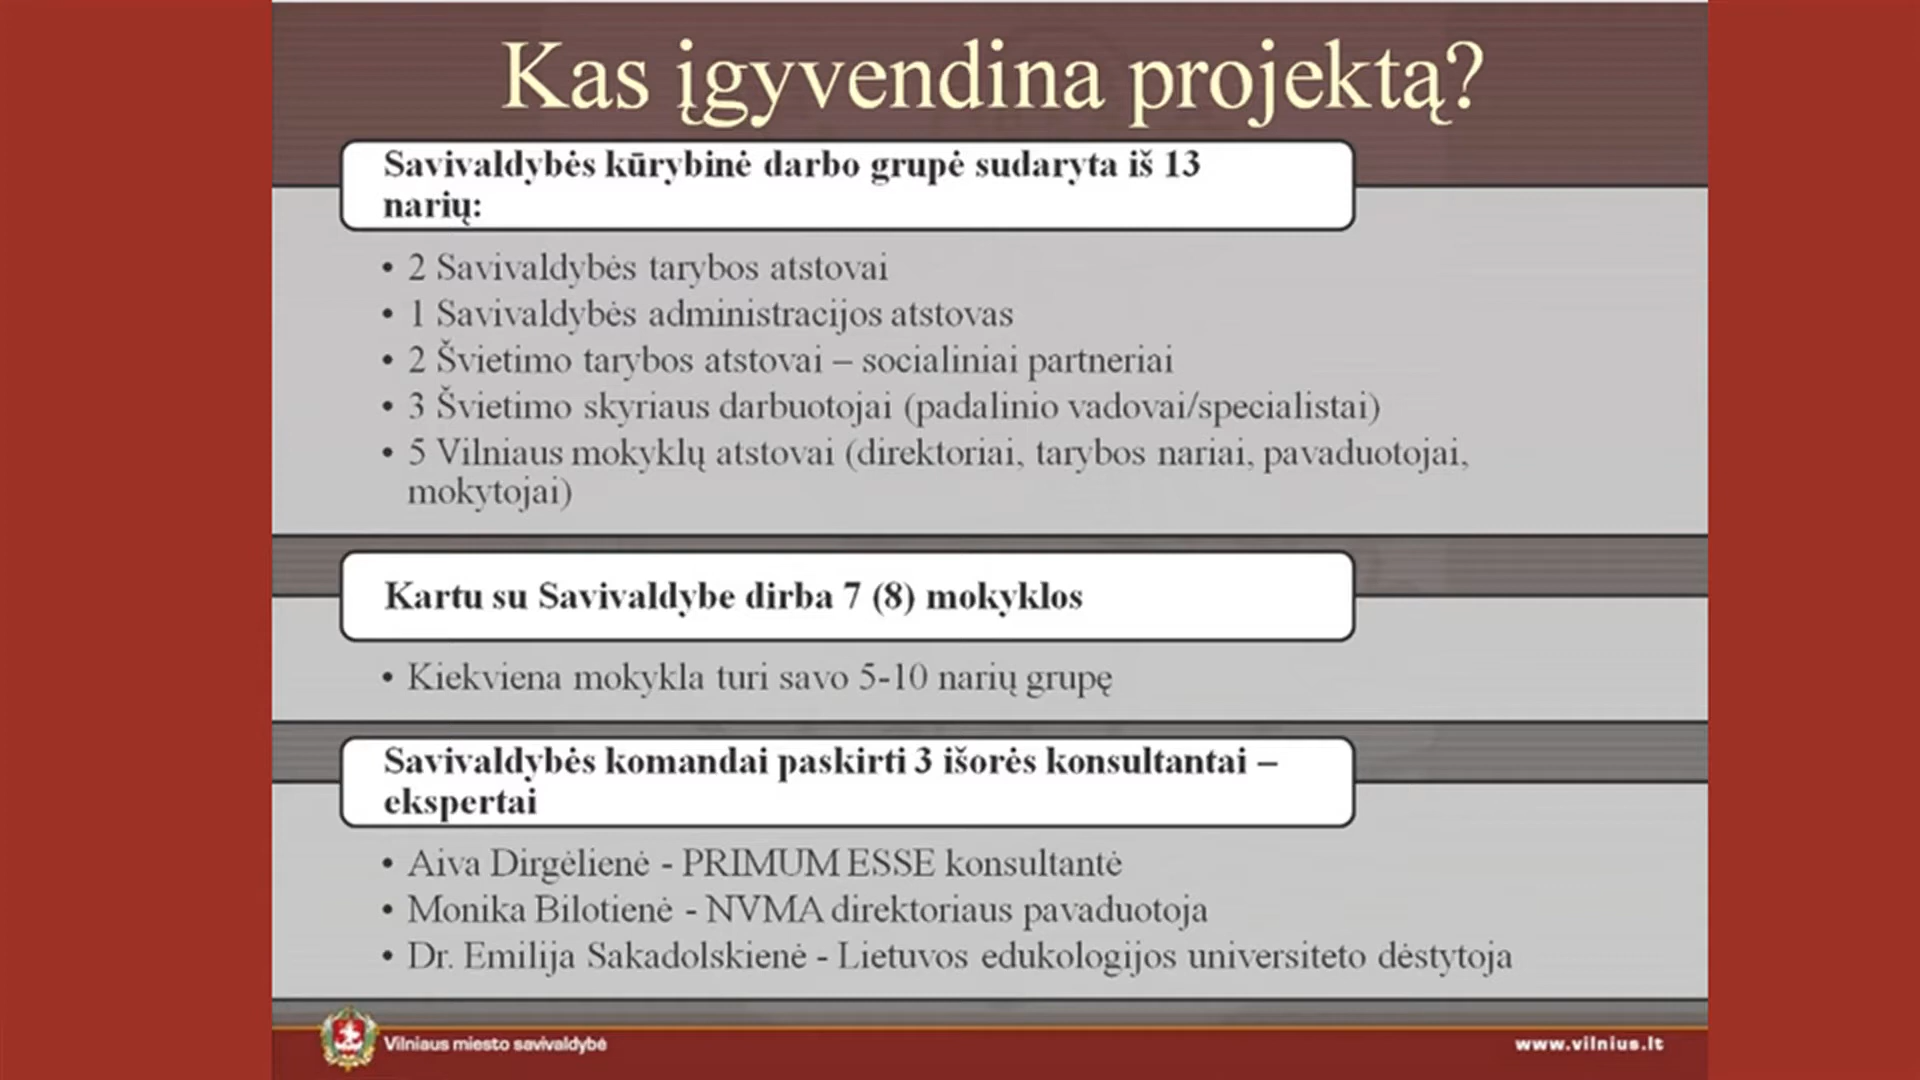 Kas įgyvendina projektą?
Savivaldybės kūrybinė darbo grupė sudaryta iš 13
narių:
• 2 Savivaldybės tarybos atstovai
• 1 Savivaldybės administracijos atstovas
• 2 Švietimo tarybos atstovai – socialiniai partneriai
• 3 Švietimo skyriaus darbuotojai (padalinio vadovai/specialistai)
• 5 Vilniaus mokyklų atstovai (direktoriai, tarybos nariai, pavaduotojai,
mokytojai)
Kartu su Savivaldybe dirba 7 (8) mokyklos
• Kiekviena mokykla turi savo 5-10 narių grupę
Savivaldybės komandai paskirti 3 išorės konsultantai –
ekspertai
• Aiva Dirgėlienė - PRIMUM ESSE konsultantė
• Monika Bilotienė - NVMA direktoriaus pavaduotoja
• Dr. Emilija Sakadolskienė - Lietuvos edukologijos universiteto dėstytoja
Vilniaus miesto savivaldybė
www.vilnius.lt